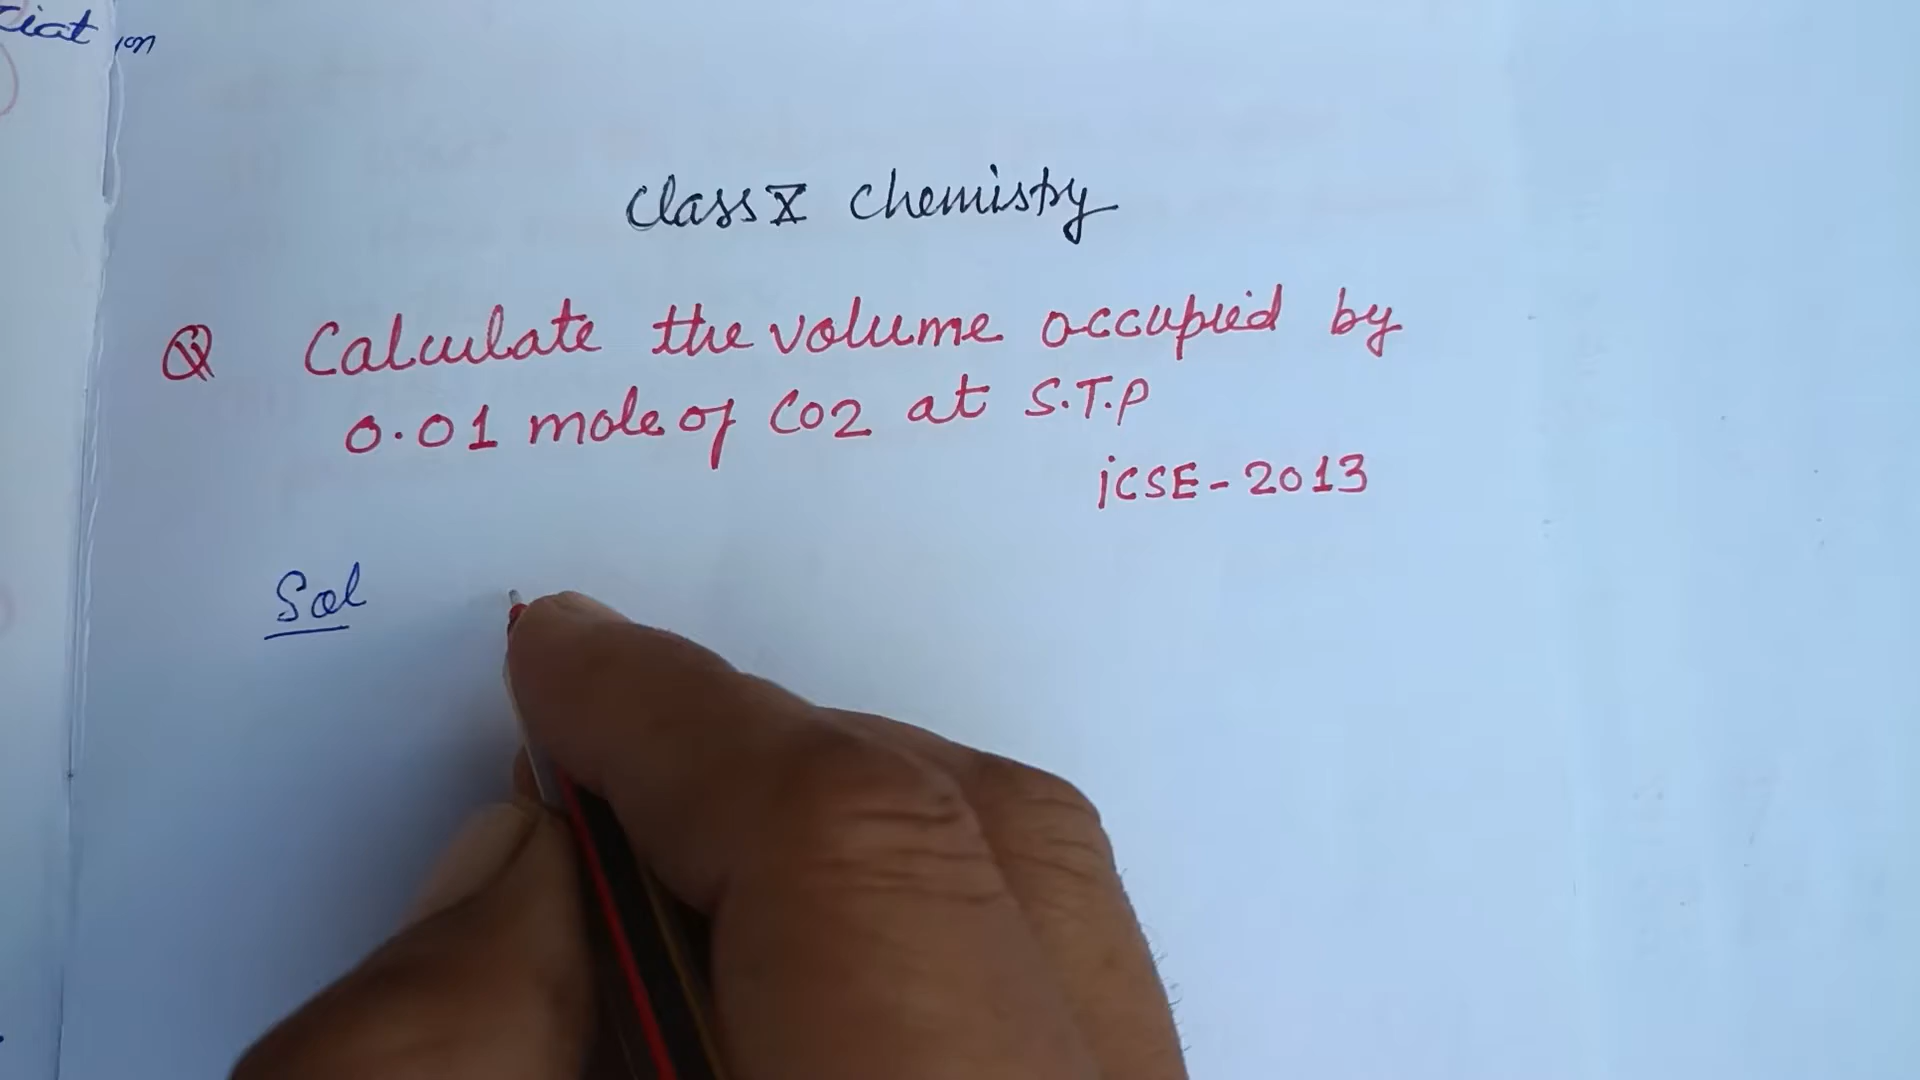 Class X Chemistry
Q Calculate the volume occupied by
0.01 mole of CO2 at S.T.P
iCSE-2013
Sol